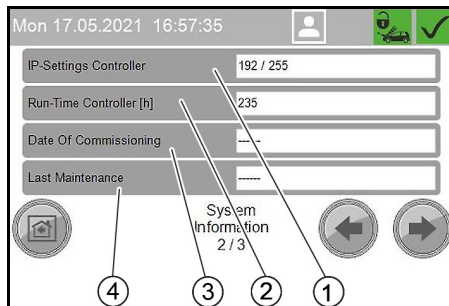 Mon 17.05.2021 16:57:35
IP-Settings Controller 192 / 255
Run-Time Controller [h] 235
Date Of Commissioning -----
Last Maintenance ------
System
Information
2 / 3
4 3 2 1